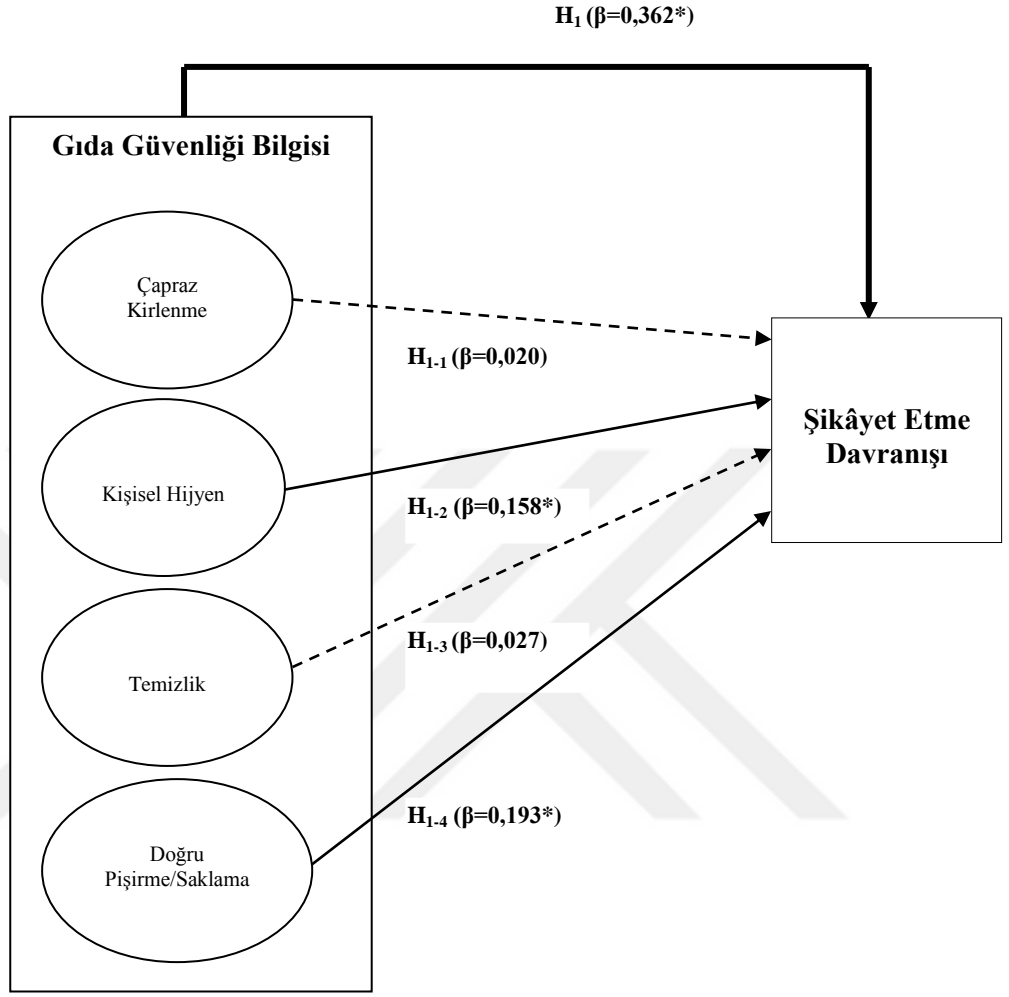 H₁ (β=0,362*)
Gıda Güvenliği Bilgisi
Çapraz
Kirlenme
H₁₋₁ (β=0,020)
Kişisel Hijyen
H₁₋₂ (β=0,158*)
Şikâyet Etme
Davranışı
Temizlik
H₁₋₃ (β=0,027)
Doğru
Pişirme/Saklama
H₁₋₄ (β=0,193*)